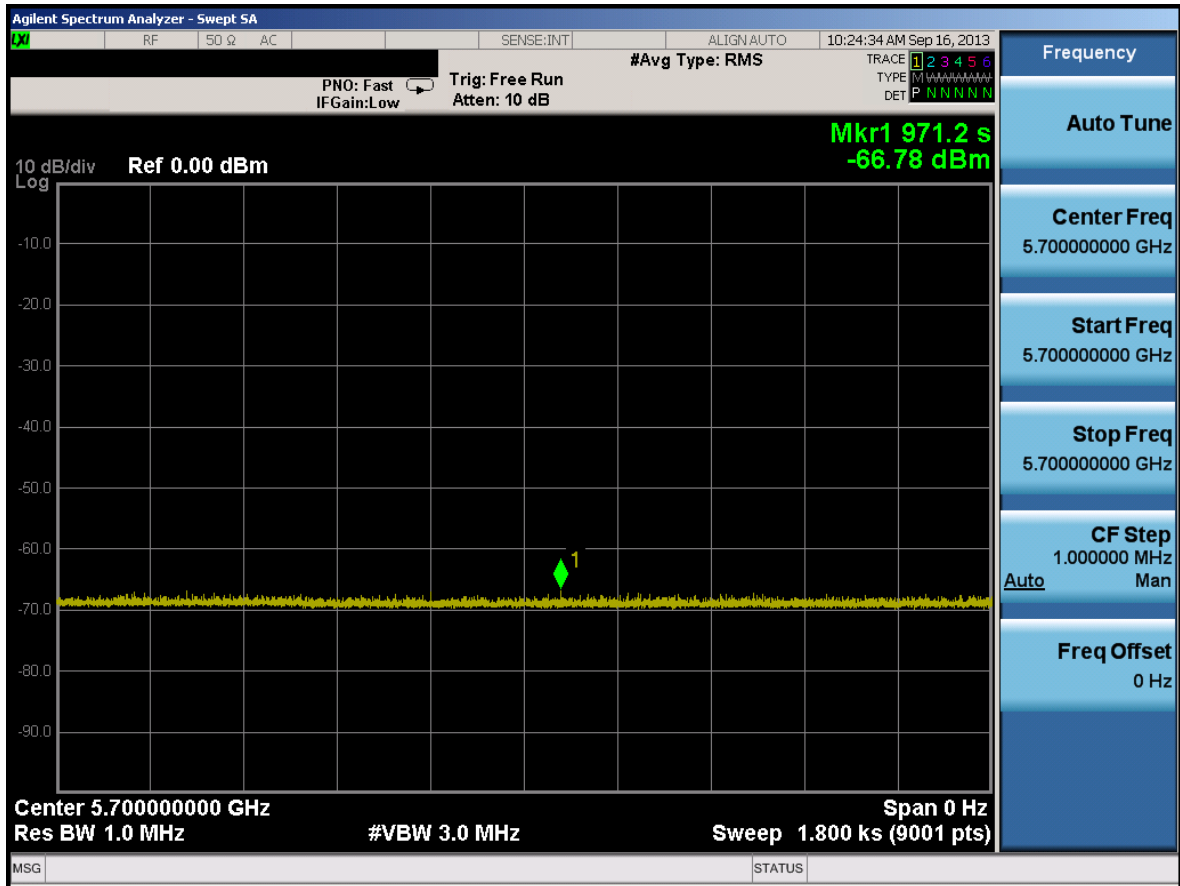 Agilent Spectrum Analyzer - Swept SA
LXI RF 50 Ω AC SENSE:INT ALIGN AUTO 10:24:34 AM Sep 16, 2013
#Avg Type: RMS
TRACE 1 2 3 4 5 6
TYPE M
DET P N N N N N
PNO: Fast
IFGain:Low
Trig: Free Run
Atten: 10 dB
Mkr1 971.2 s
-66.78 dBm
10 dB/div
Log
Ref 0.00 dBm
-10.0
-20.0
-30.0
-40.0
-50.0
-60.0
-70.0
-80.0
-90.0
1
Center 5.700000000 GHz
Span 0 Hz
Res BW 1.0 MHz
#VBW 3.0 MHz
Sweep 1.800 ks (9001 pts)
MSG
STATUS
Frequency
Auto Tune
Center Freq
5.700000000 GHz
Start Freq
5.700000000 GHz
Stop Freq
5.700000000 GHz
CF Step
1.000000 MHz
Auto Man
Freq Offset
0 Hz